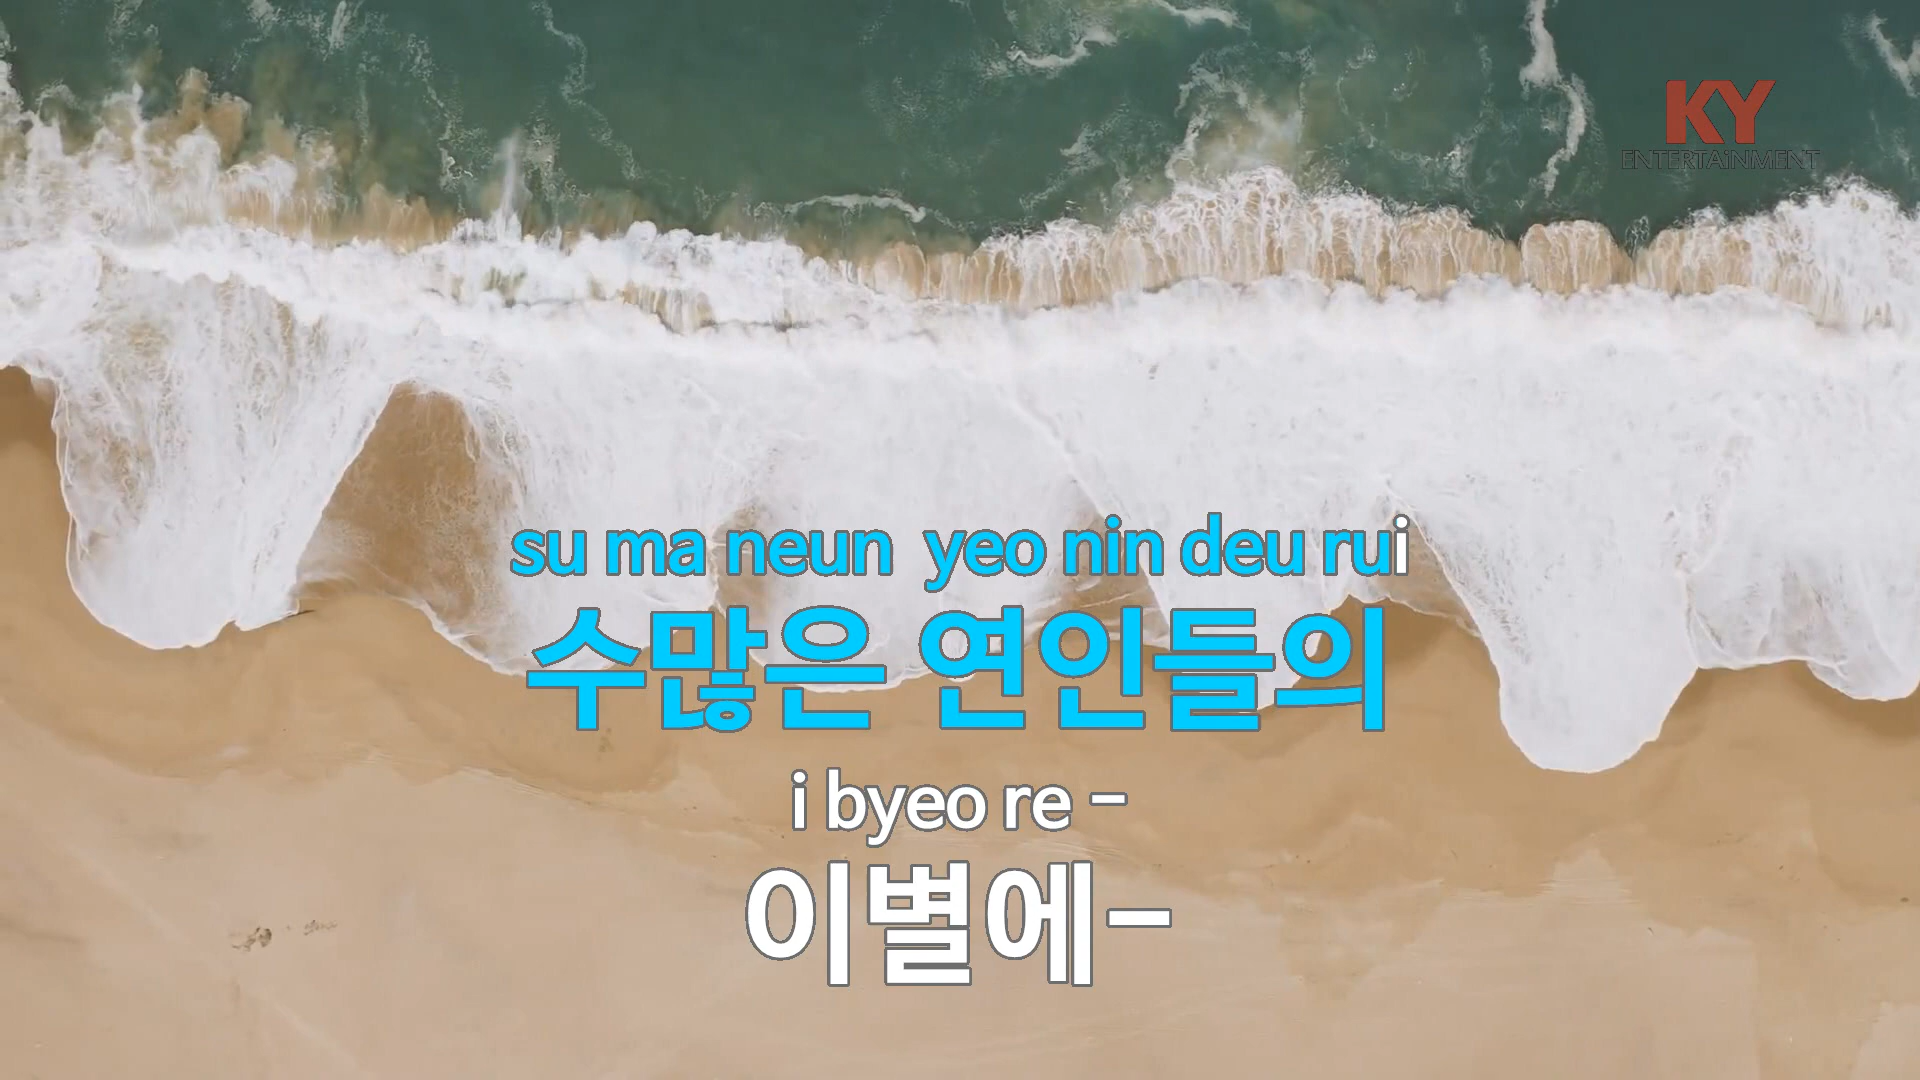 KY
ENTERTAiNMENT
su ma neun yeo nin deu rui
수많은 연인들의
i byeo re -
이별에-